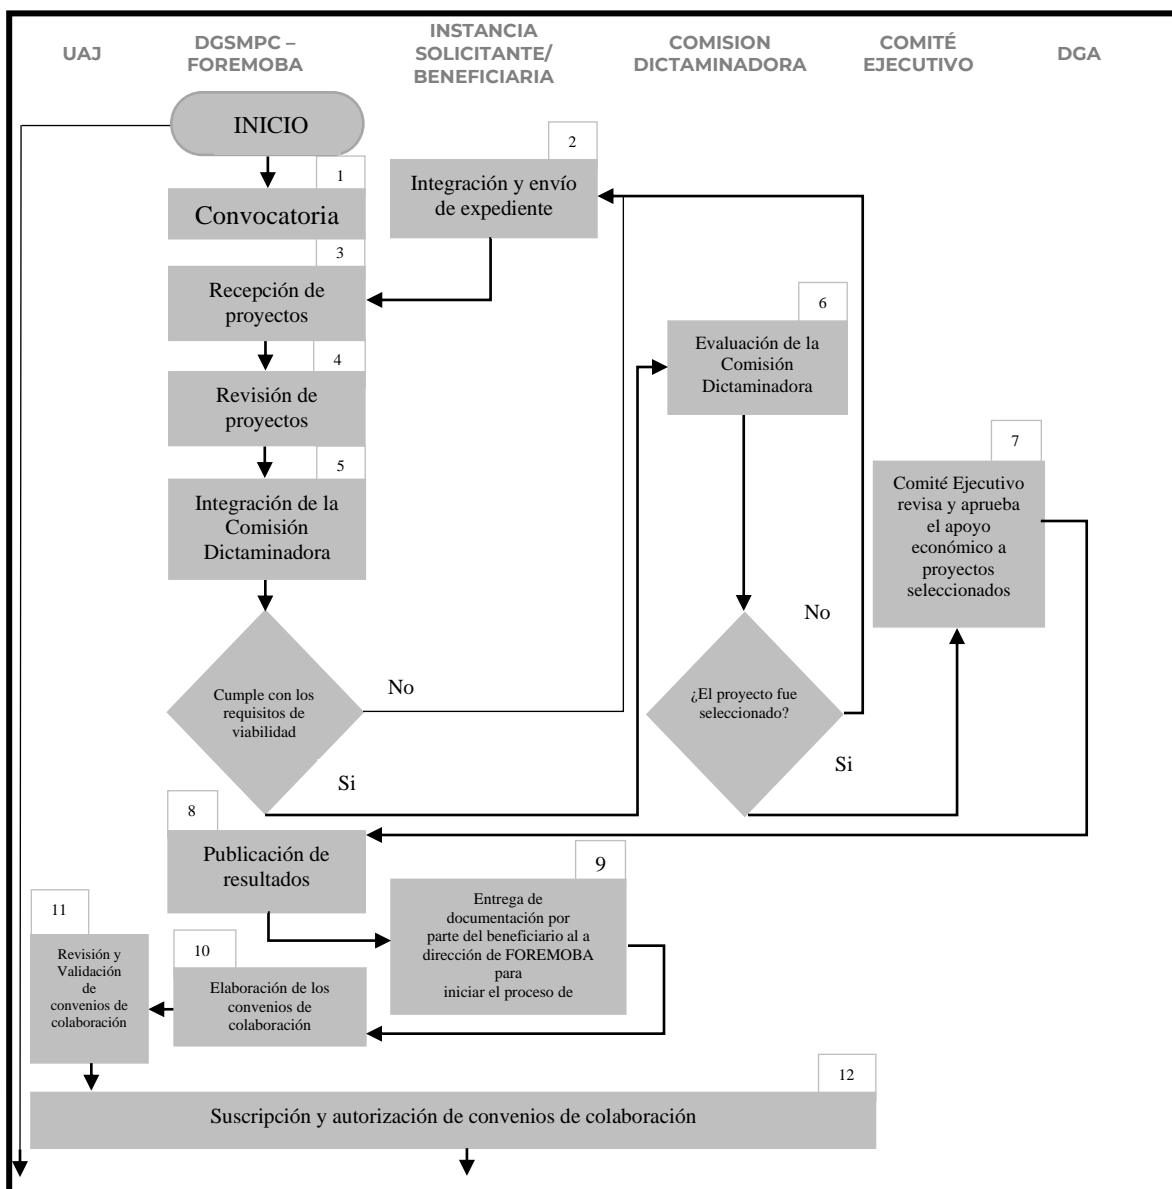 UAJ
DGSMPC –
FOREMOBA
INSTANCIA
SOLICITANTE/
BENEFICIARIA
COMISION
DICTAMINADORA
COMITÉ
EJECUTIVO
DGA
INICIO
1
Convocatoria
2
Integración y envío
de expediente
3
Recepción de
proyectos
4
Revisión de
proyectos
5
Integración de la
Comisión
Dictaminadora
6
Evaluación de la
Comisión
Dictaminadora
7
Comité Ejecutivo
revisa y aprueba
el apoyo
económico a
proyectos
seleccionados
Cumple con los
requisitos de
viabilidad
No
Si
¿El proyecto fue
seleccionado?
No
Si
8
Publicación de
resultados
9
Entrega de
documentación por
parte del beneficiario al a
dirección de FOREMOBA
para
iniciar el proceso de
10
Elaboración de los
convenios de
colaboración
11
Revisión y
Validación
de
convenios de
colaboración
12
Suscripción y autorización de convenios de colaboración